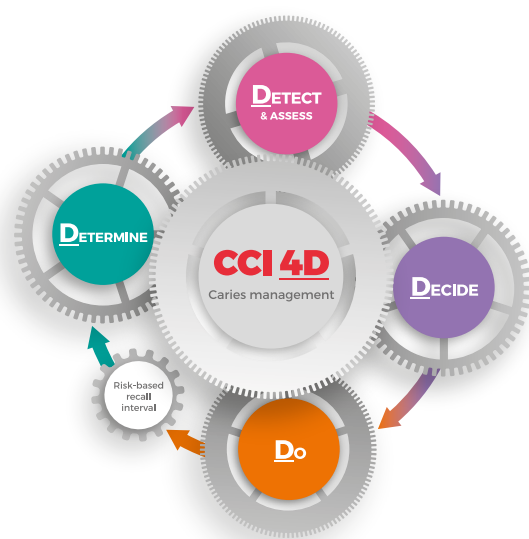 DETECT
& ASSESS
DETERMINE
CCI 4D
Caries management
DECIDE
Risk-based
recall
interval
DO